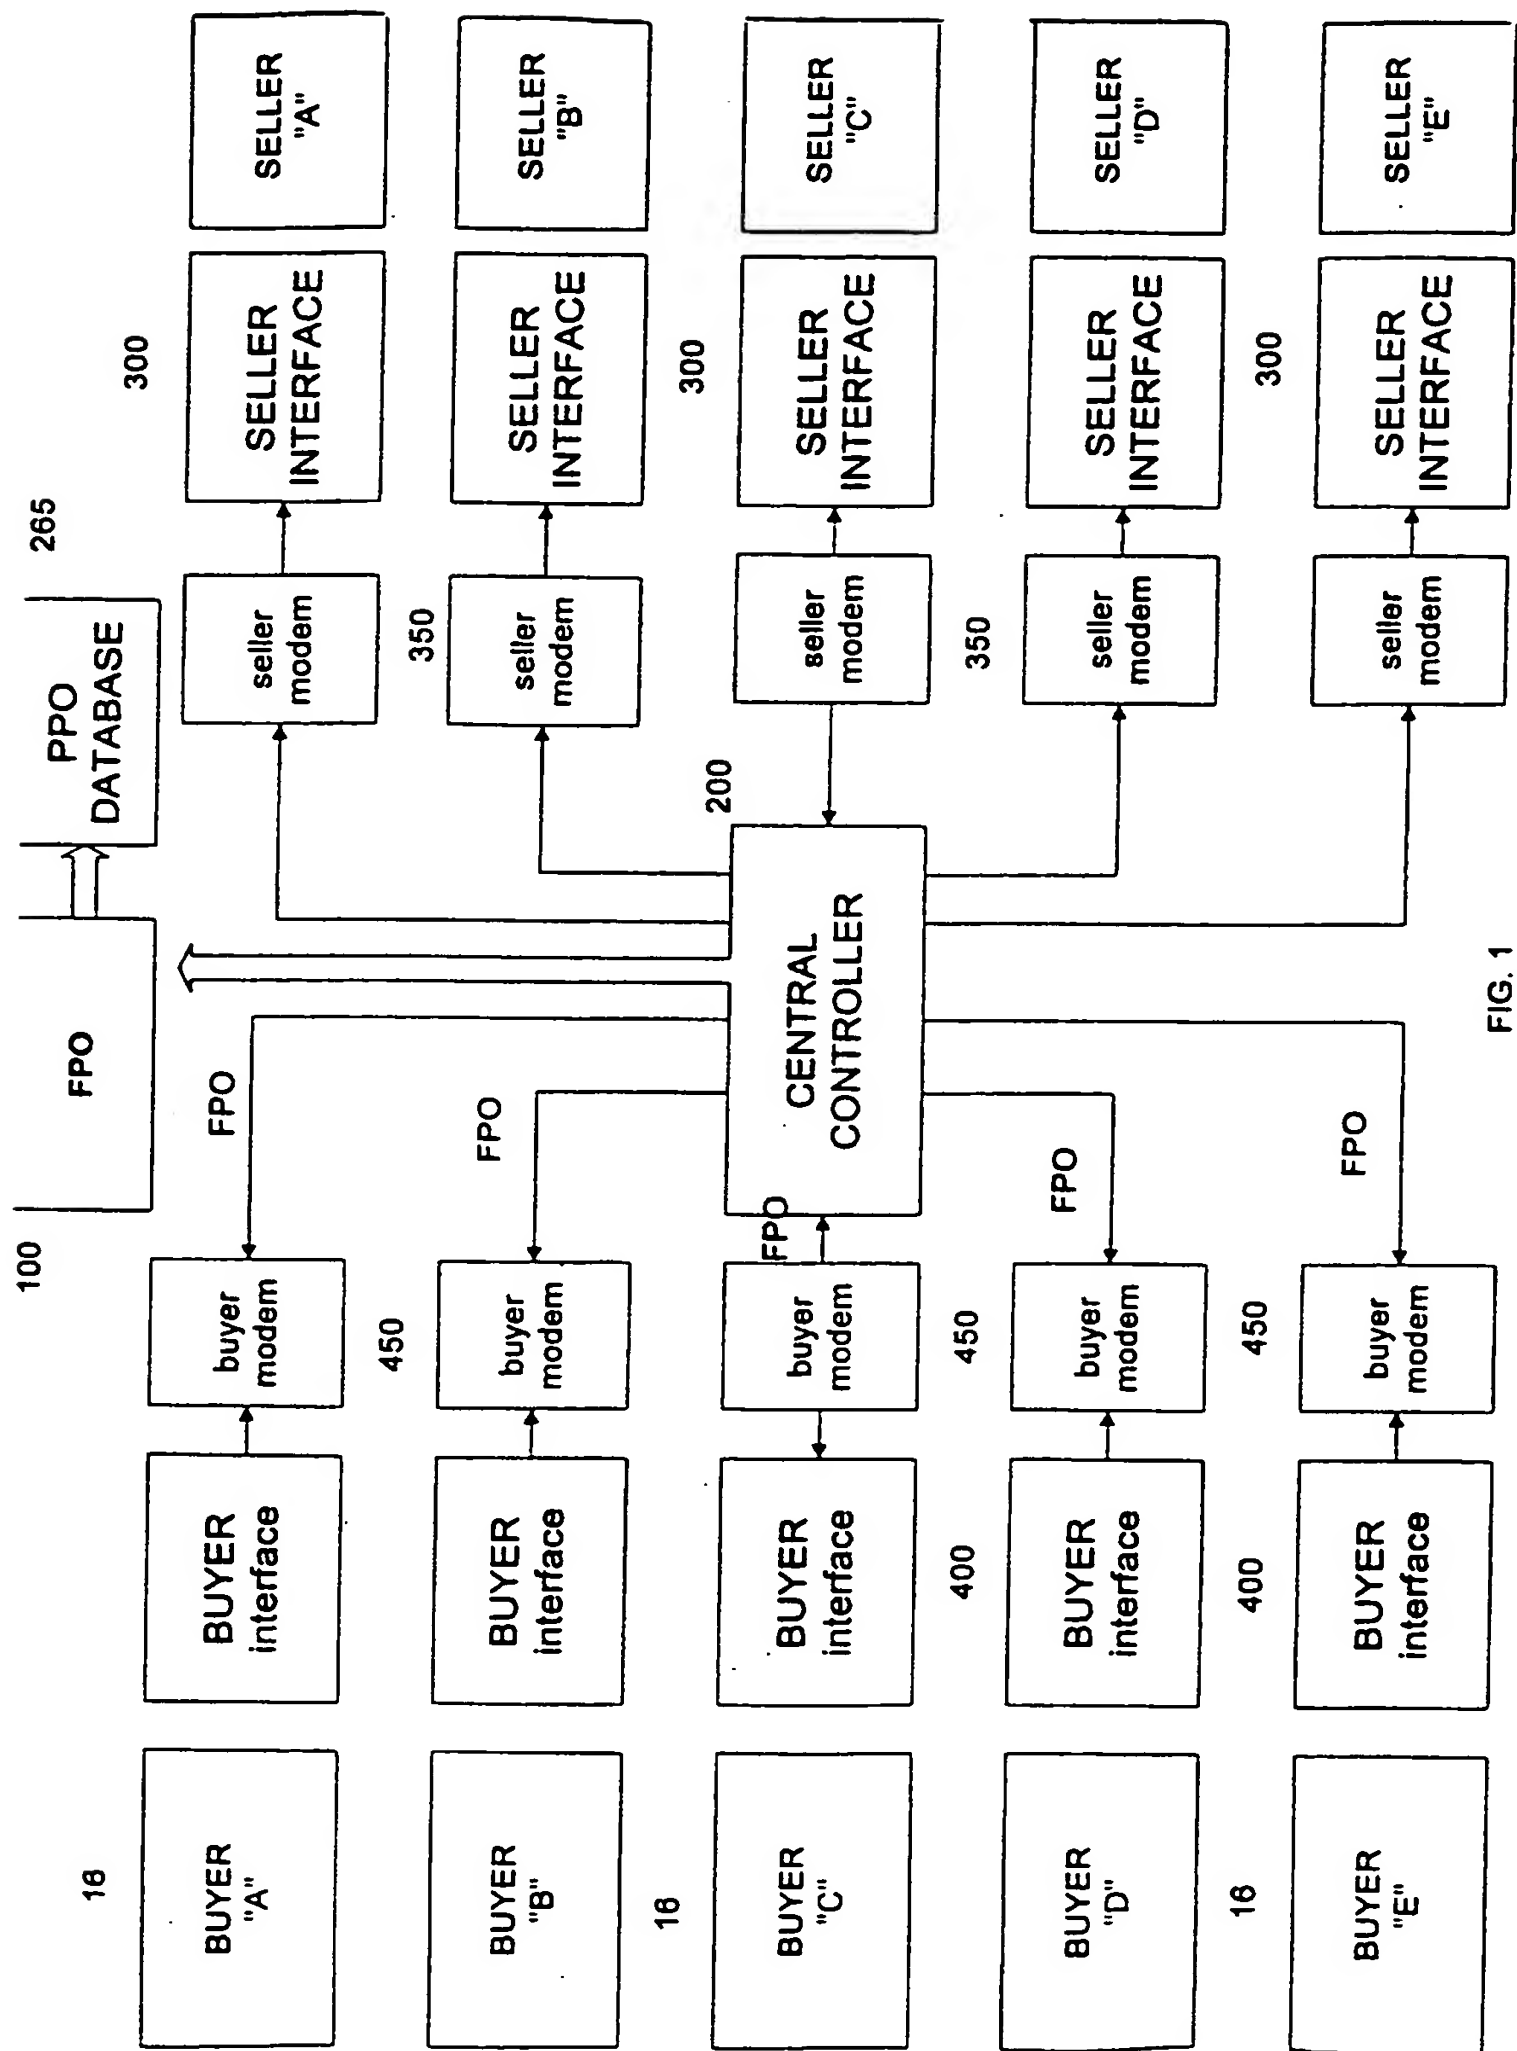 100
FPO
PPO
DATABASE
265
16
BUYER
"A"
BUYER
interface
buyer
modem
FPO
seller
modem
300
SELLER
INTERFACE
SELLER
"A"
BUYER
"B"
BUYER
interface
450
buyer
modem
FPO
350
seller
modem
SELLER
INTERFACE
SELLER
"B"
16
BUYER
"C"
BUYER
interface
buyer
modem
FPO
CENTRAL
CONTROLLER
200
seller
modem
300
SELLER
INTERFACE
SELLER
"C"
BUYER
"D"
400
BUYER
interface
450
buyer
modem
FPO
350
seller
modem
SELLER
INTERFACE
SELLER
"D"
16
BUYER
"E"
400
BUYER
interface
450
buyer
modem
FPO
seller
modem
300
SELLER
INTERFACE
SELLER
"E"
FIG. 1